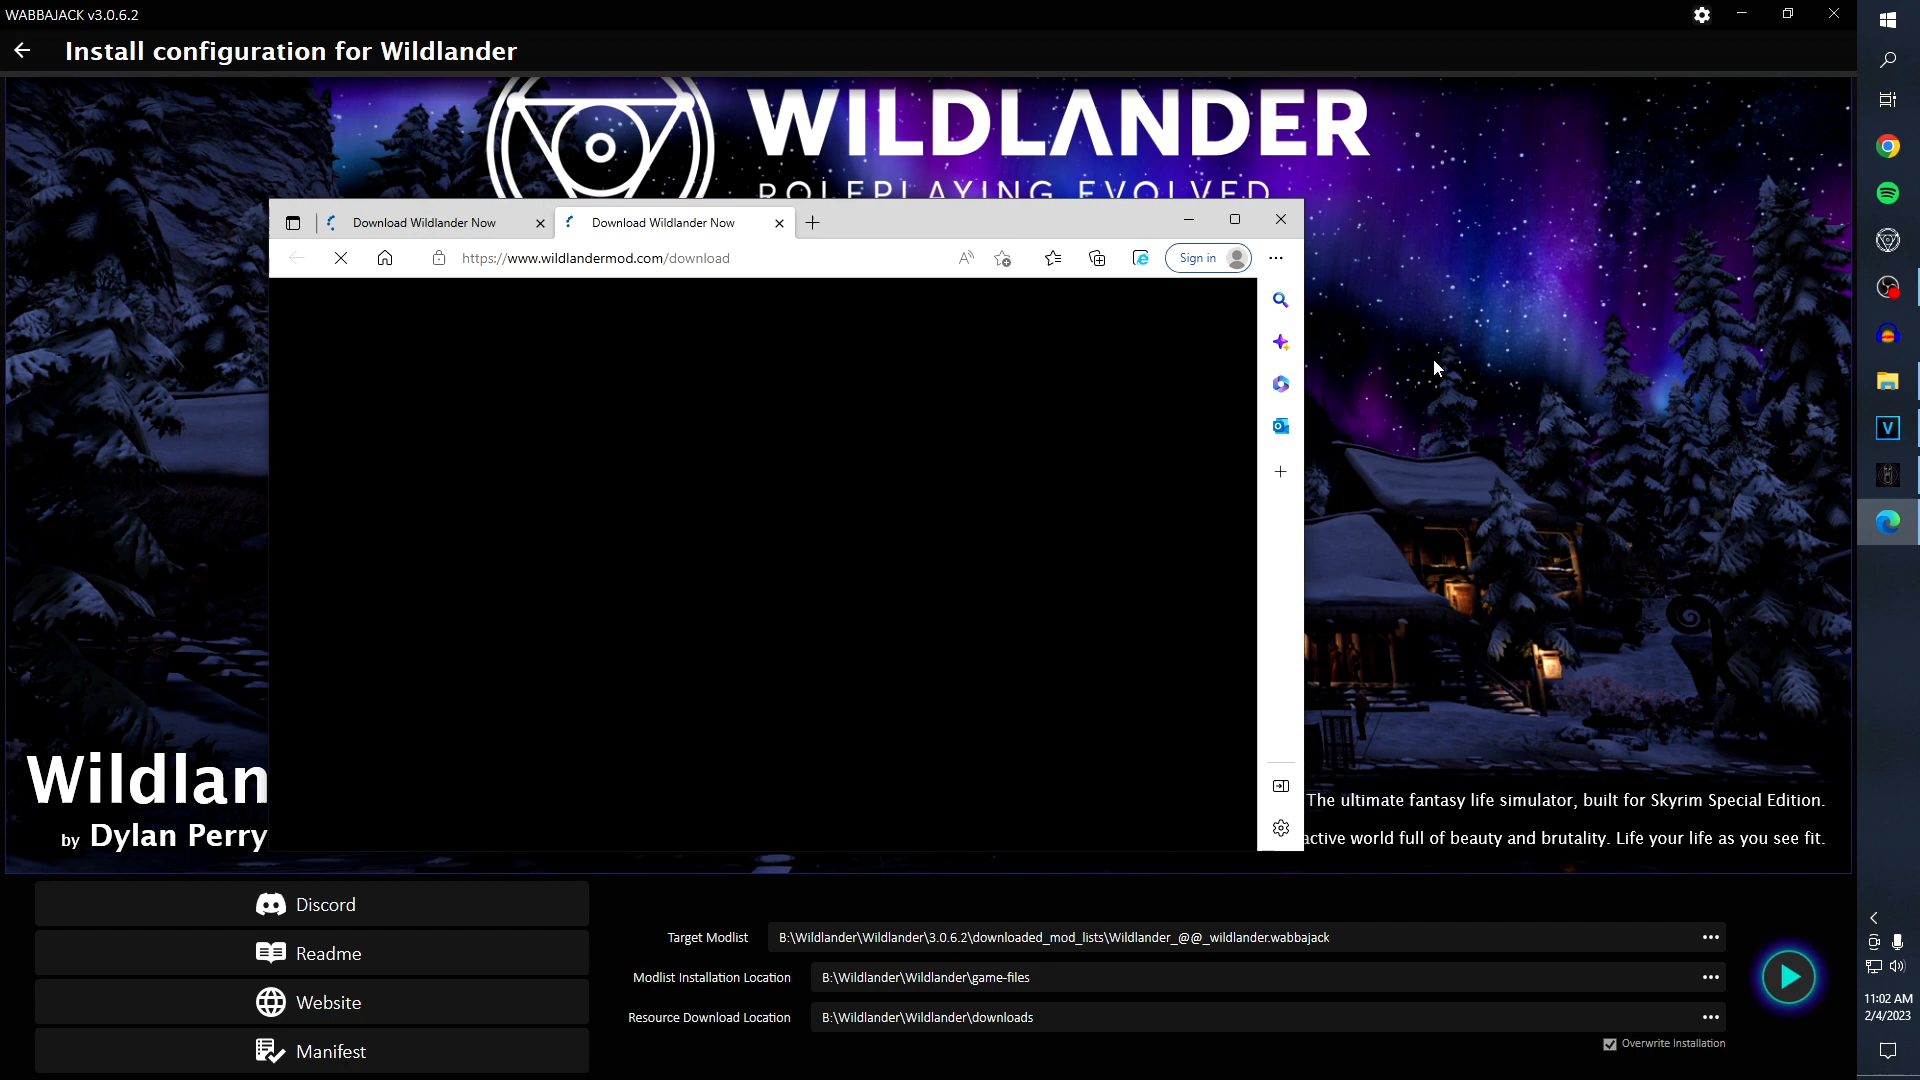 WABBAJACK v3.0.6.2
Install configuration for Wildlander
WILDLANDER
ROLEPLAYING EVOLVED
Download Wildlander Now
Download Wildlander Now
https://www.wildlandermod.com/download
Sign in
Wildlan
by Dylan Perry
The ultimate fantasy life simulator, built for Skyrim Special Edition.
active world full of beauty and brutality. Life your life as you see fit.
Discord
Readme
Website
Manifest
Target Modlist
B:\Wildlander\Wildlander\3.0.6.2\downloaded_mod_lists\Wildlander_@@_wildlander.wabbajack
Modlist Installation Location
B:\Wildlander\Wildlander\game-files
Resource Download Location
B:\Wildlander\Wildlander\downloads
Overwrite Installation
11:02 AM
2/4/2023